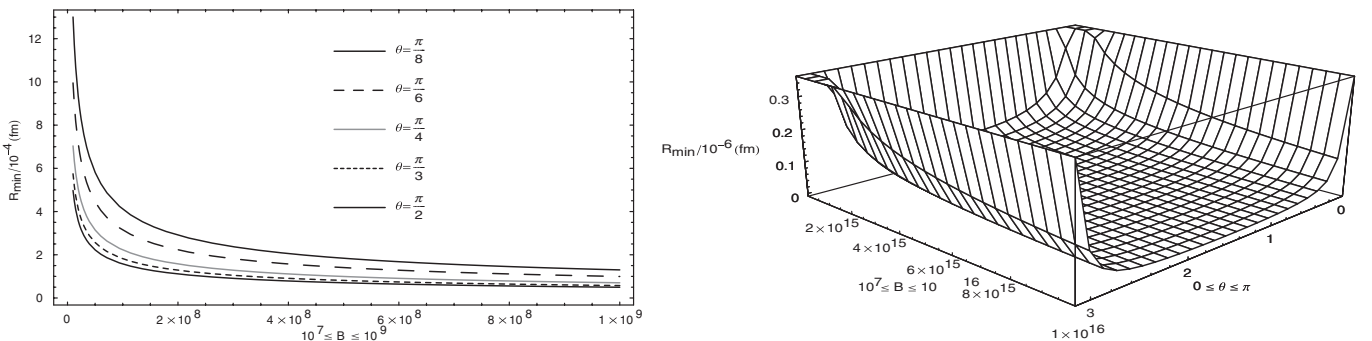 12
10
8
6
4
2
0
R_min/10^-4 (fm)
θ=π/8
θ=π/6
θ=π/4
θ=π/3
θ=π/2
0
2×10^8
4×10^8
6×10^8
8×10^8
1×10^9
10^7≤ B ≤10^9
0.3
0.2
0.1
0
R_min/10^-6 (fm)
2×10^15
4×10^15
6×10^15
8×10^15
1×10^16
10^7≤ B ≤10^16
0
1
2
3
0 ≤ θ ≤ π